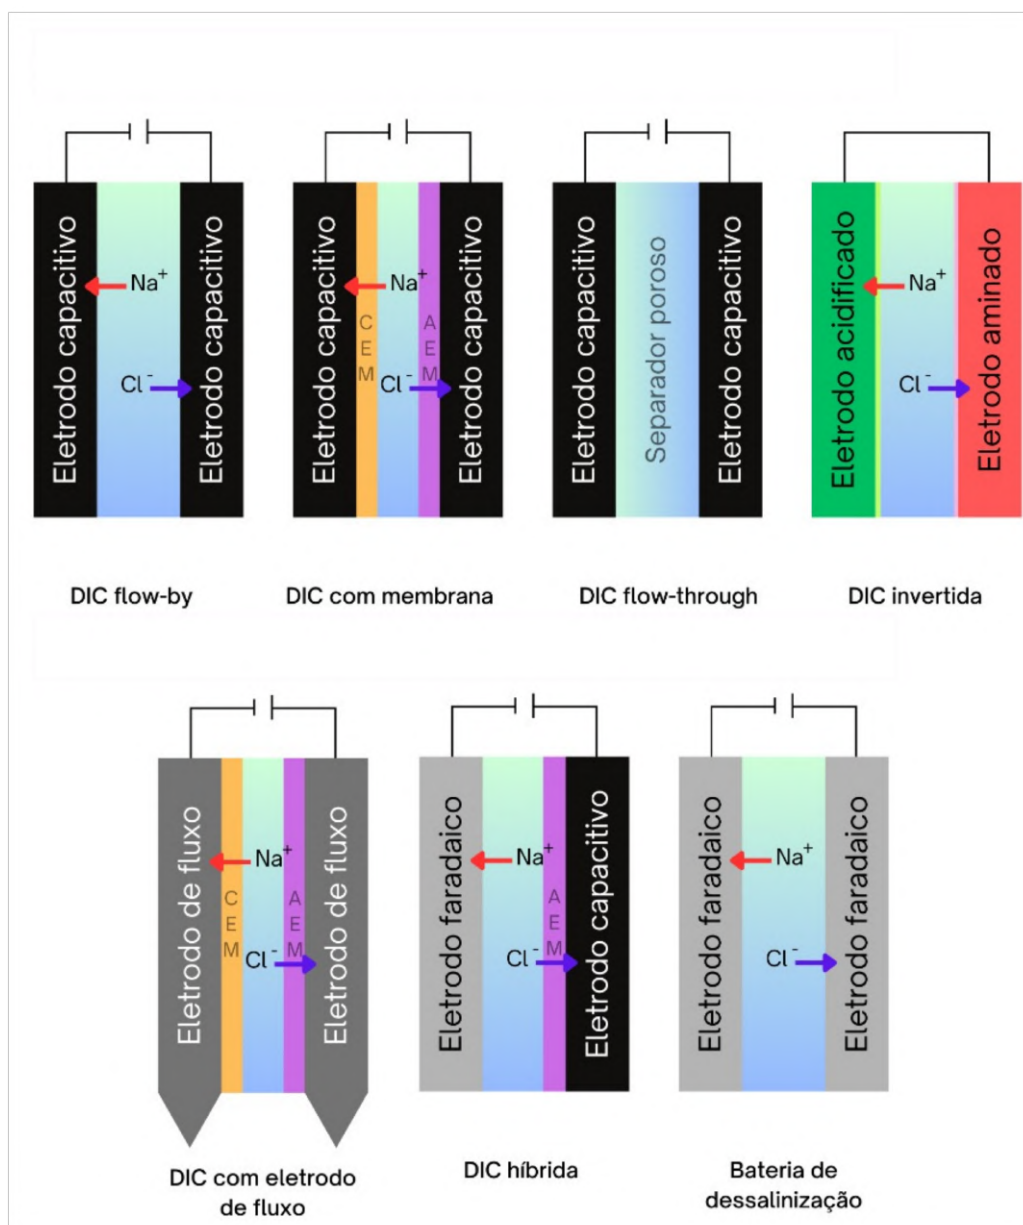 Eletrodo capacitivo
Na+
Cl-
Eletrodo capacitivo
DIC flow-by
Eletrodo capacitivo
CEM
Na+
Cl-
AEM
Eletrodo capacitivo
DIC com membrana
Eletrodo capacitivo
Separador poroso
Eletrodo capacitivo
DIC flow-through
Eletrodo acidificado
Na+
Cl-
Eletrodo aminado
DIC invertida
Eletrodo de fluxo
CEM
Na+
Cl-
AEM
Eletrodo de fluxo
DIC com eletrodo
de fluxo
Eletrodo faradaico
Na+
Cl-
AEM
Eletrodo capacitivo
DIC híbrida
Eletrodo faradaico
Na+
Cl-
Eletrodo faradaico
Bateria de
dessalinização